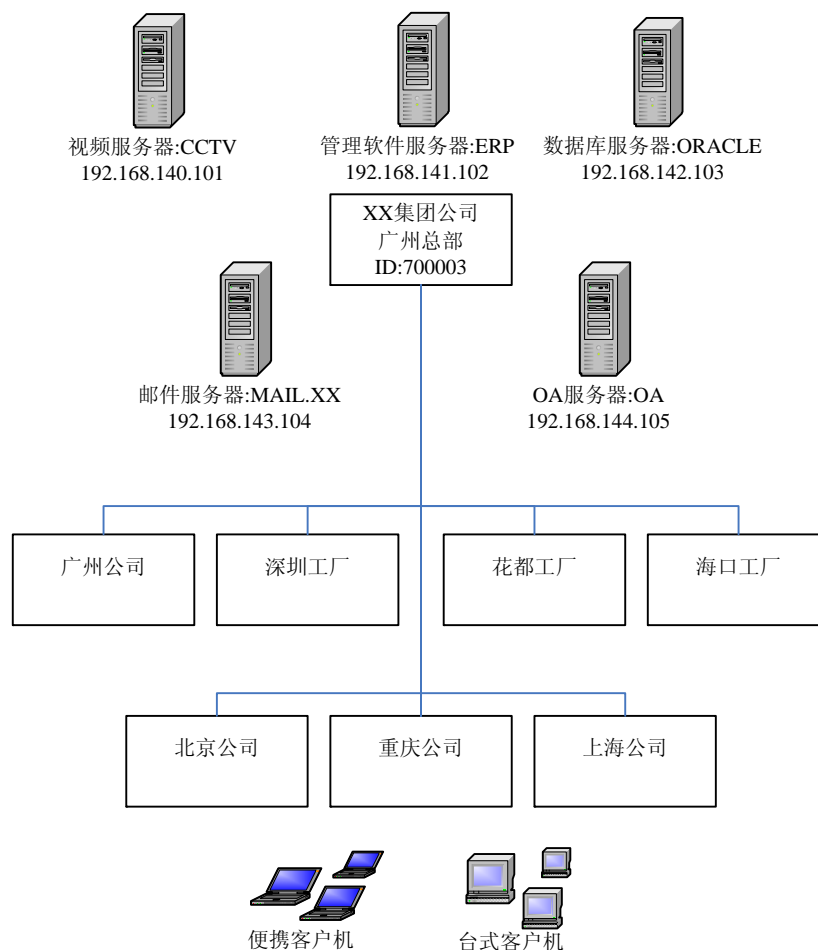 视频服务器:CCTV
192.168.140.101
管理软件服务器:ERP
192.168.141.102
数据库服务器:ORACLE
192.168.142.103
XX集团公司
广州总部
ID:700003
邮件服务器:MAIL.XX
192.168.143.104
OA服务器:OA
192.168.144.105
广州公司
深圳工厂
花都工厂
海口工厂
北京公司
重庆公司
上海公司
便携客户机
台式客户机